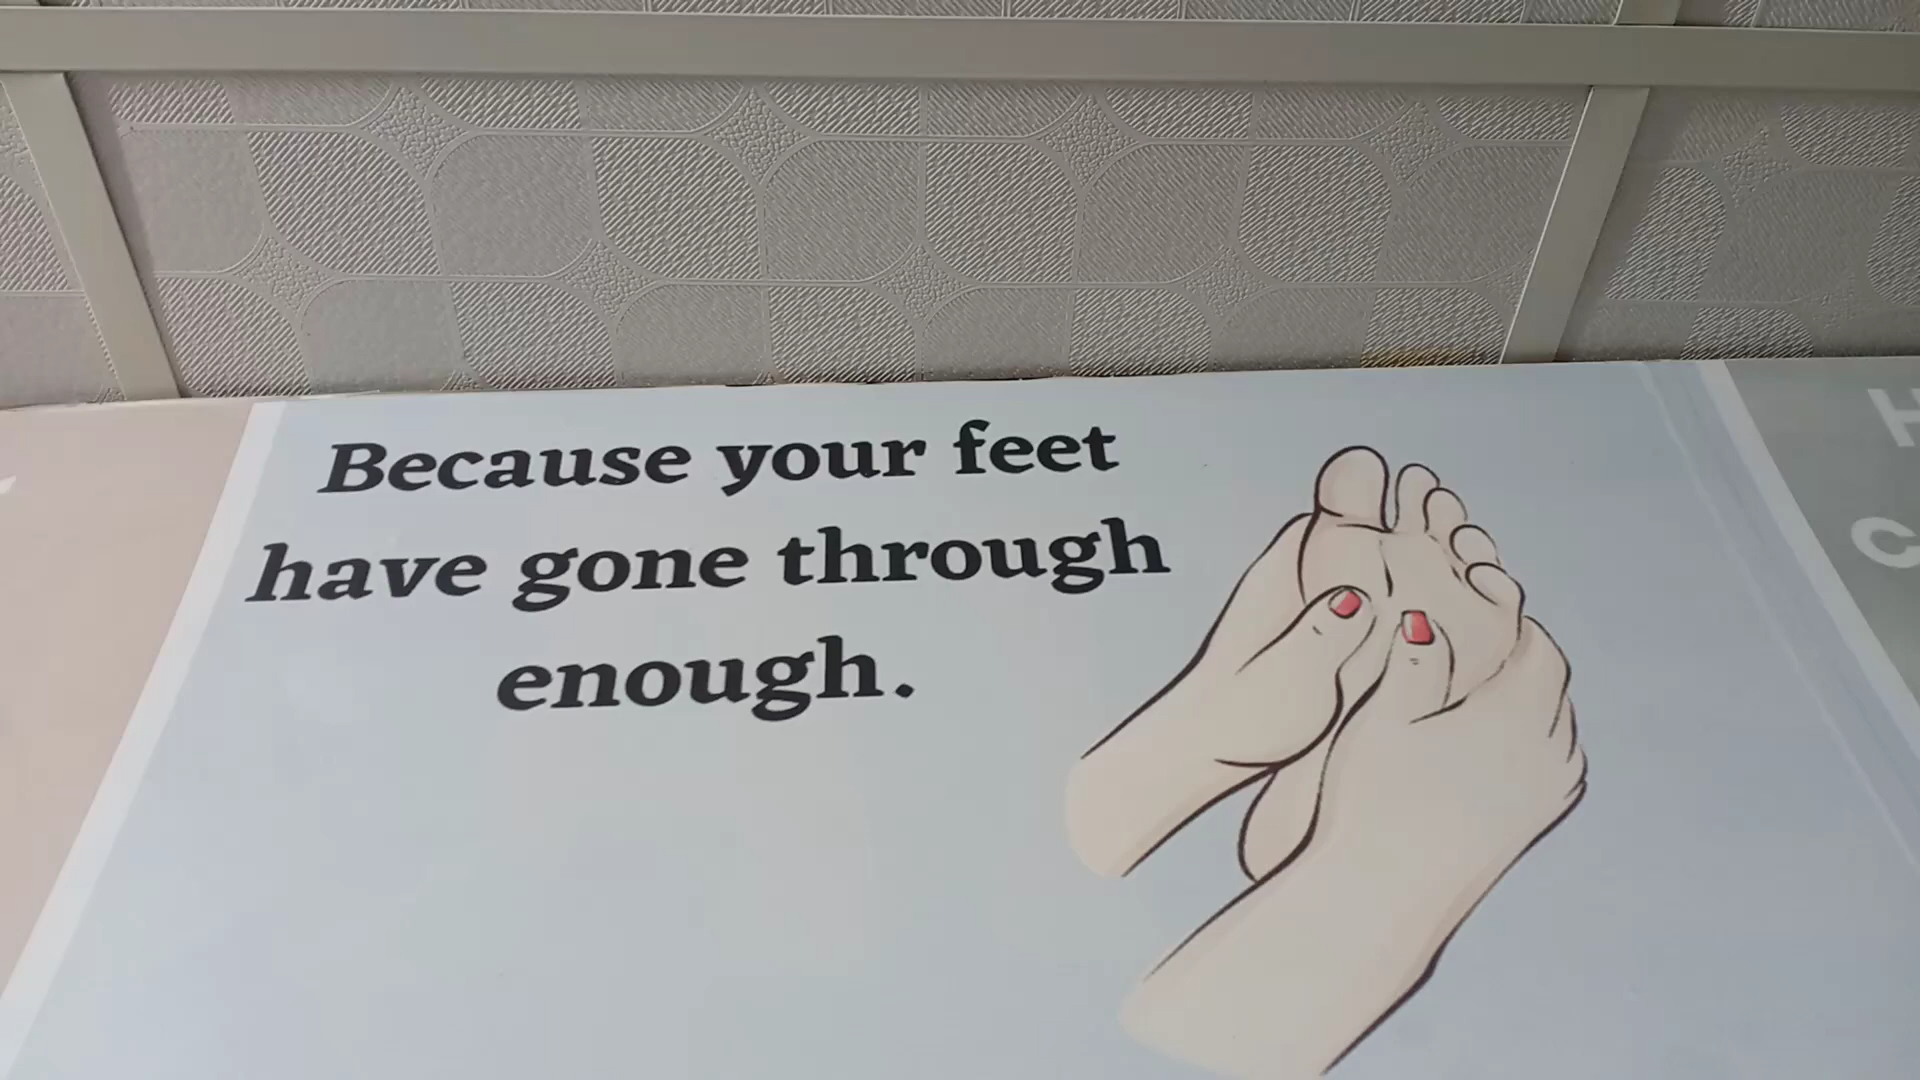 Because your feet
have gone through
enough.
H
C